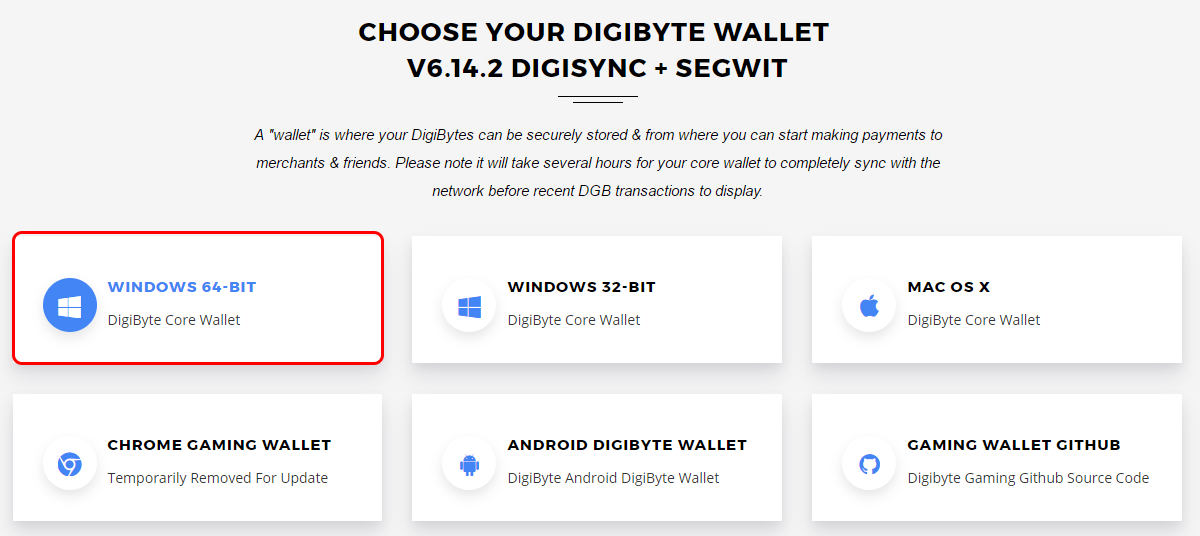 CHOOSE YOUR DIGIBYTE WALLET
V6.14.2 DIGISYNC + SEGWIT
A "wallet" is where your DigiBytes can be securely stored & from where you can start making payments to
merchants & friends. Please note it will take several hours for your core wallet to completely sync with the
network before recent DGB transactions to display.
WINDOWS 64-BIT
DigiByte Core Wallet
WINDOWS 32-BIT
DigiByte Core Wallet
MAC OS X
DigiByte Core Wallet
CHROME GAMING WALLET
Temporarily Removed For Update
ANDROID DIGIBYTE WALLET
DigiByte Android DigiByte Wallet
GAMING WALLET GITHUB
Digibyte Gaming Github Source Code